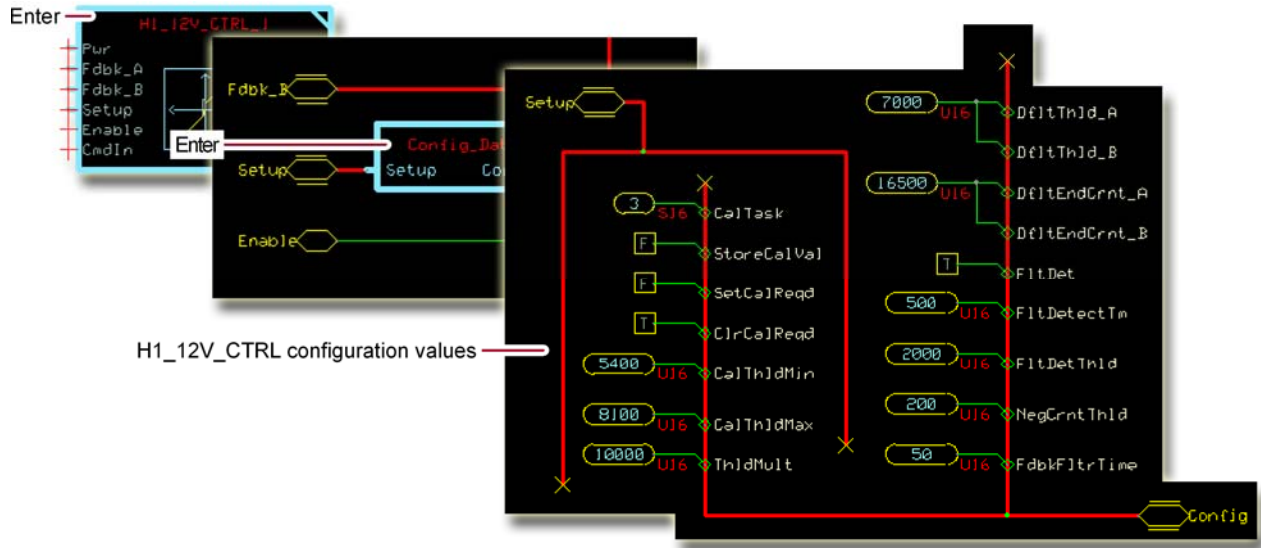 Enter
H1_12V_CTRL_1
Pwr
Fdbk_A
Fdbk_B
Setup
Enable
CmdIn
Fdbk_B
Enter
Config_Dat
Setup
Setup
Co
Enable
H1_12V_CTRL configuration values
Setup
3
S16
CalTask
F
StoreCalVal
F
SetCalReqd
T
ClrCalReqd
5400
U16
CalThldMin
8100
U16
CalThldMax
10000
U16
ThldMult
7000
U16
DfltThld_A
DfltThld_B
16500
U16
DfltEndCrnt_A
DfltEndCrnt_B
T
FltDet
500
U16
FltDetectTm
2000
U16
FltDetThld
200
U16
NegCrntThld
50
U16
FdbkFltrTime
Config